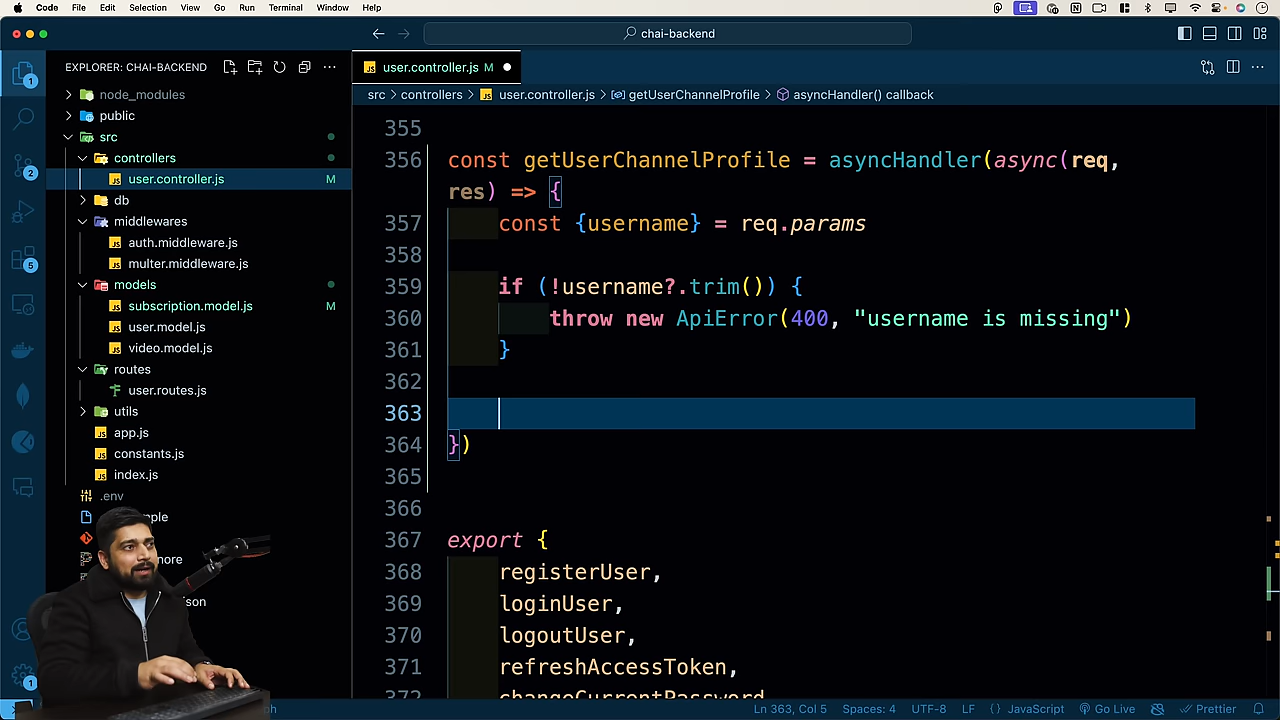 Code File Edit Selection View Go Run Terminal Window Help
chai-backend
EXPLORER: CHAI-BACKEND
user.controller.js M
node_modules
src > controllers > user.controller.js > getUserChannelProfile > asyncHandler() callback
public
src
controllers
user.controller.js M
db
middlewares
auth.middleware.js
multer.middleware.js
models
subscription.model.js M
user.model.js
video.model.js
routes
user.routes.js
utils
app.js
constants.js
index.js
.env
1
2
5
1
355
356 const getUserChannelProfile = asyncHandler(async(req,
res) => {
357 const {username} = req.params
358
359 if (!username?.trim()) {
360 throw new ApiError(400, "username is missing")
361 }
362
363
364 })
365
366
367 export {
368 registerUser,
369 loginUser,
370 logoutUser,
371 refreshAccessToken,
372 changeCurrentPassword
Ln 363, Col 5 Spaces: 4 UTF-8 LF {} JavaScript Go Live Prettier